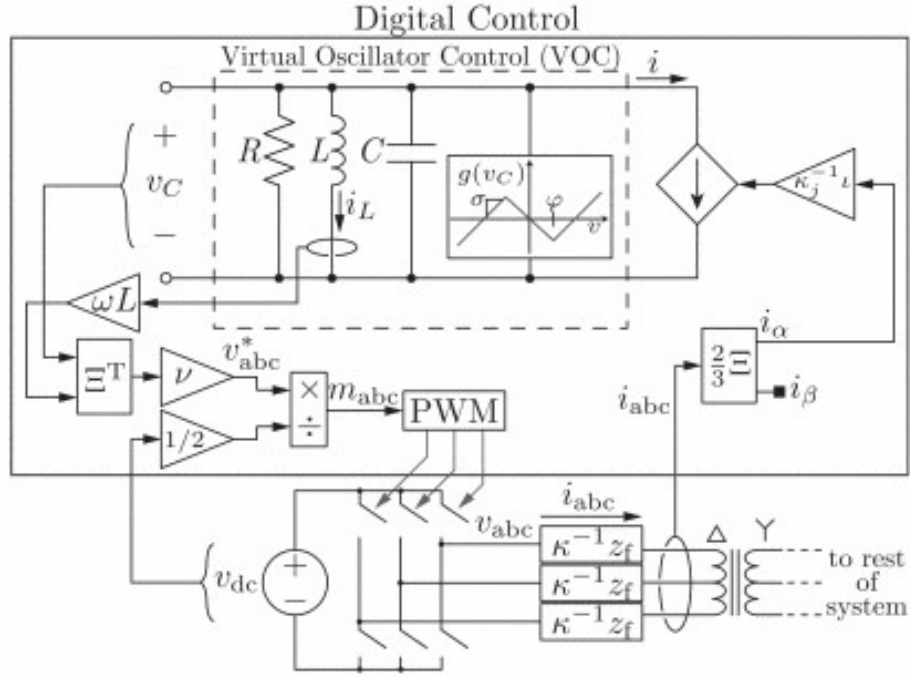 Digital Control
Virtual Oscillator Control (VOC)
i
+
v_C
−
R
L
C
i_L
g(v_C)
σ
φ
v
κ_j^{-1} ι
ωL
Ξ^T
ν
v*_abc
×
÷
m_abc
PWM
1/2
i_α
2/3 Ξ
i_β
i_abc
v_dc
+
−
v_abc
i_abc
κ^{-1} z_f
κ^{-1} z_f
κ^{-1} z_f
Δ
Y
to rest
of
system